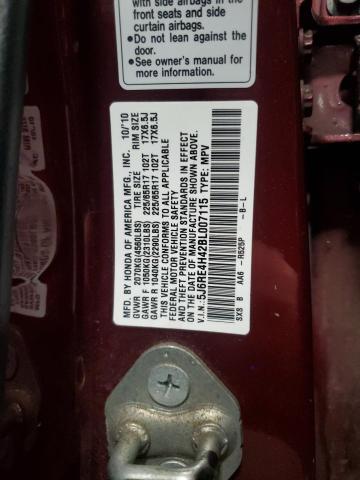 with side airbags in the
front seats and side
curtain airbags.
•Do not lean against the
door.
•See owner's manual for
more information.
MFD. BY HONDA OF AMERICA MFG., INC. 10/10
GVWR 2070KG(4560LBS) TIRE SIZE RIM SIZE
GAWR F 1050KG(2310LBS) 225/65R17 102T 17X6.5J
GAWR R 1040KG(2290LBS) 225/65R17 102T 17X6.5J
THIS VEHICLE CONFORMS TO ALL APPLICABLE
FEDERAL MOTOR VEHICLE SAFETY
AND THEFT PREVENTION STANDARDS IN EFFECT
ON THE DATE OF MANUFACTURE SHOWN ABOVE.
V.I.N.:5J6RE4H42BL007115 TYPE: MPV
SX8 B AA6 -R525P -B-L